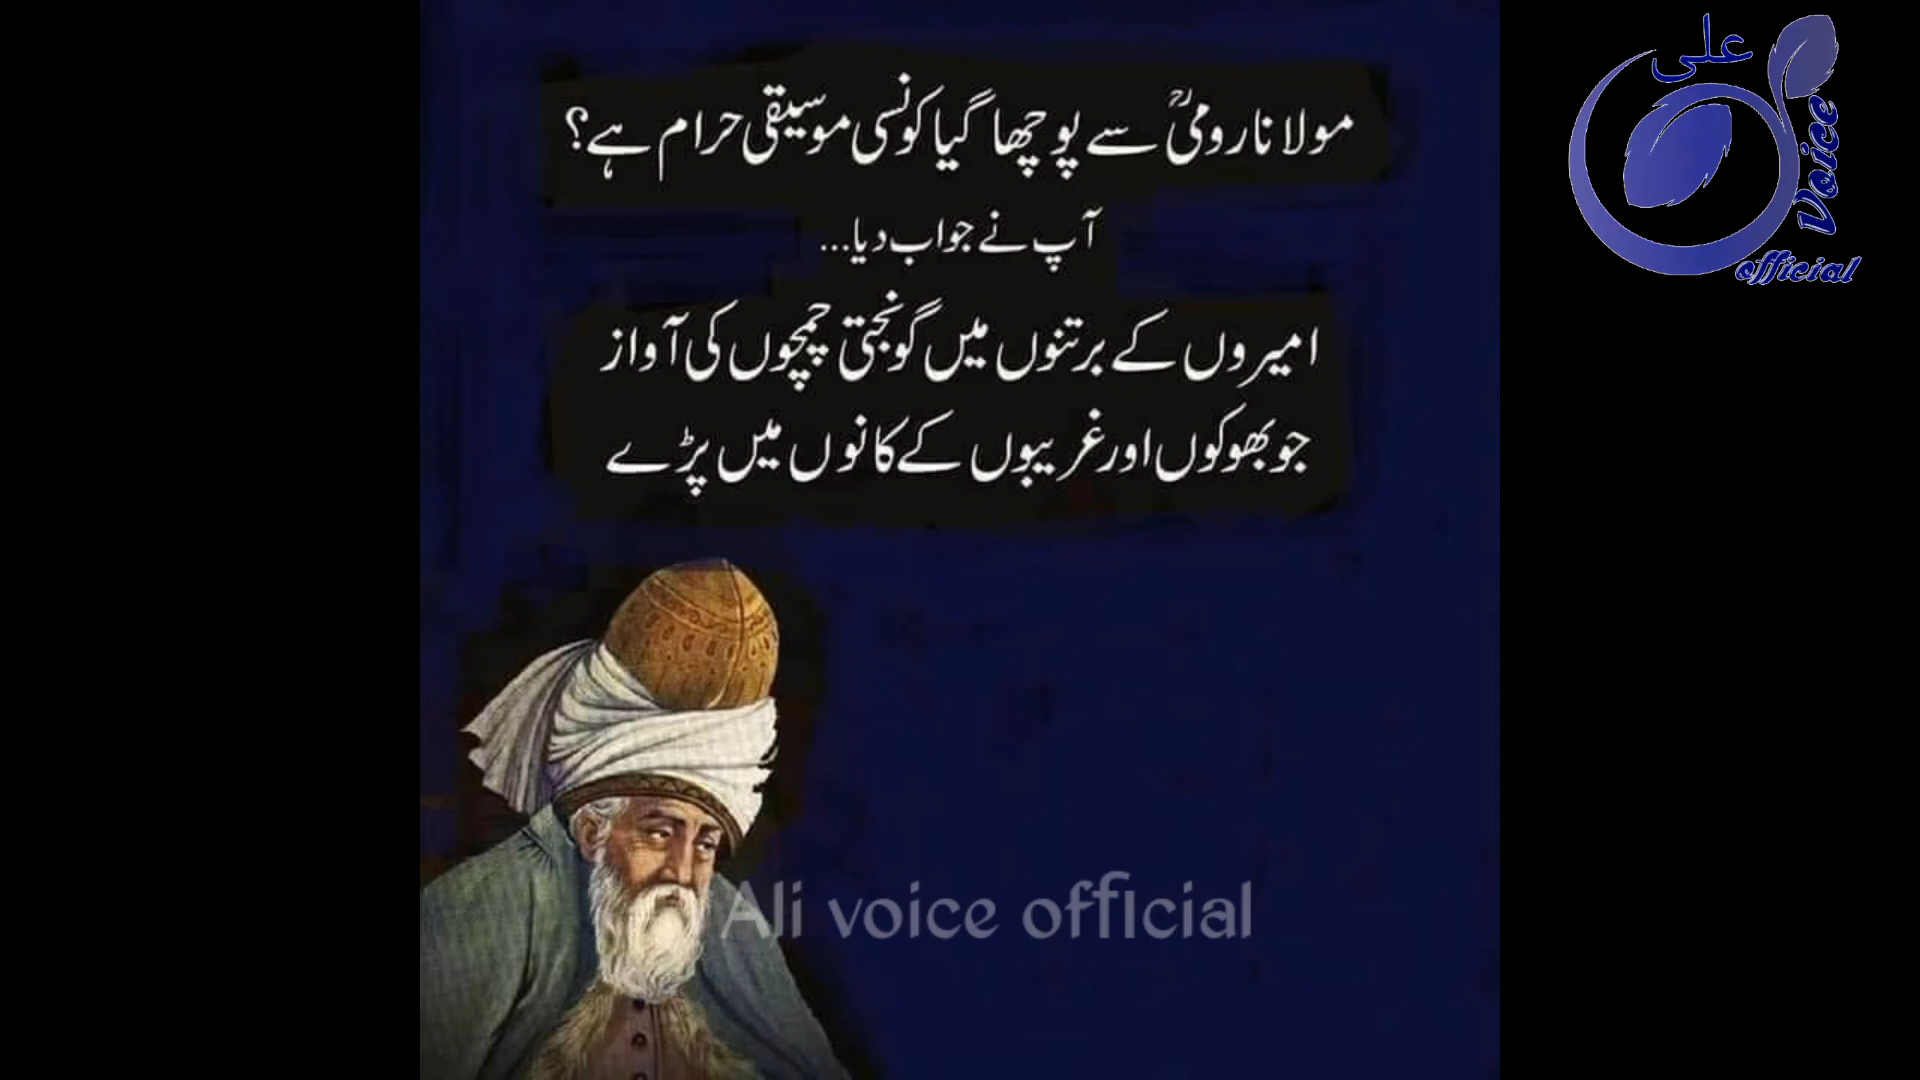 مولانا رومیؒ سے پوچھا گیا کونسی موسیقی حرام ہے؟
آپ نے جواب دیا...
امیروں کے برتنوں میں گونجتی چمچوں کی آواز
جو بھوکوں اور غریبوں کے کانوں میں پڑے
علی
Voice
official
Ali voice official